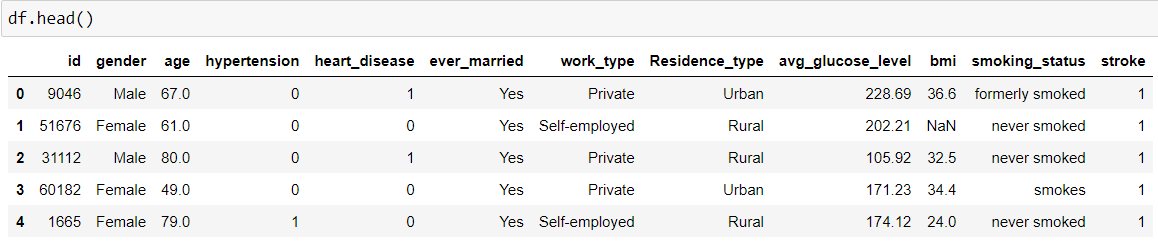 df.head()
id gender age hypertension heart_disease ever_married work_type Residence_type avg_glucose_level bmi smoking_status stroke
0 9046 Male 67.0 0 1 Yes Private Urban 228.69 36.6 formerly smoked 1
1 51676 Female 61.0 0 0 Yes Self-employed Rural 202.21 NaN never smoked 1
2 31112 Male 80.0 0 1 Yes Private Rural 105.92 32.5 never smoked 1
3 60182 Female 49.0 0 0 Yes Private Urban 171.23 34.4 smokes 1
4 1665 Female 79.0 1 0 Yes Self-employed Rural 174.12 24.0 never smoked 1